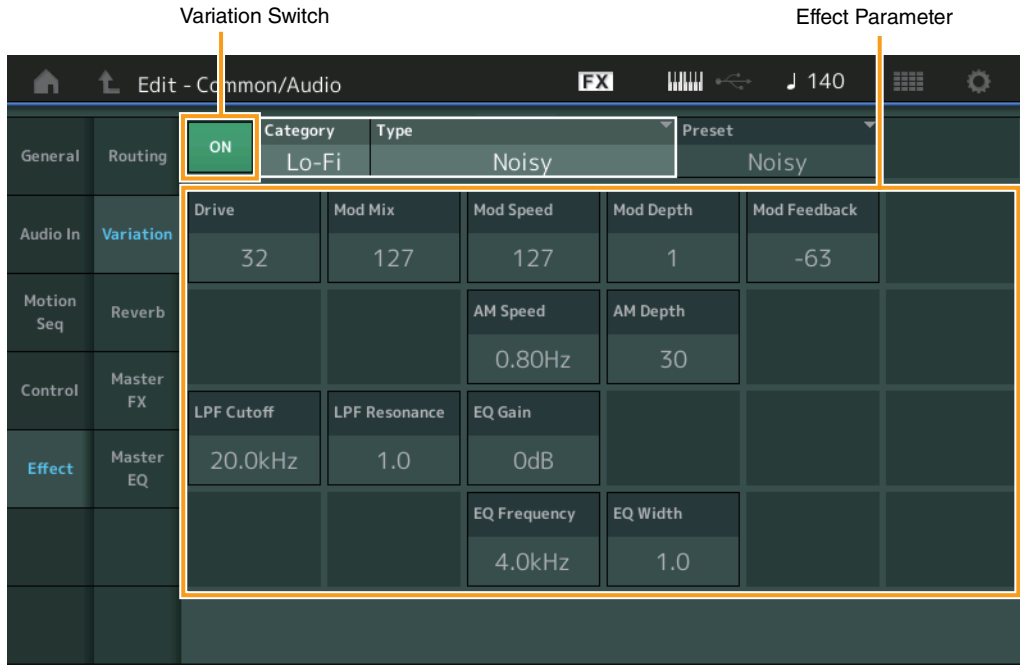 Variation Switch
Effect Parameter
Edit - Common/Audio
FX
♩ 140
General
Routing
ON
Category
Lo-Fi
Type
Noisy
Preset
Noisy
Audio In
Variation
Drive
32
Mod Mix
127
Mod Speed
127
Mod Depth
1
Mod Feedback
-63
Motion
Seq
Reverb
AM Speed
0.80Hz
AM Depth
30
Control
Master
FX
LPF Cutoff
20.0kHz
LPF Resonance
1.0
EQ Gain
0dB
Effect
Master
EQ
EQ Frequency
4.0kHz
EQ Width
1.0